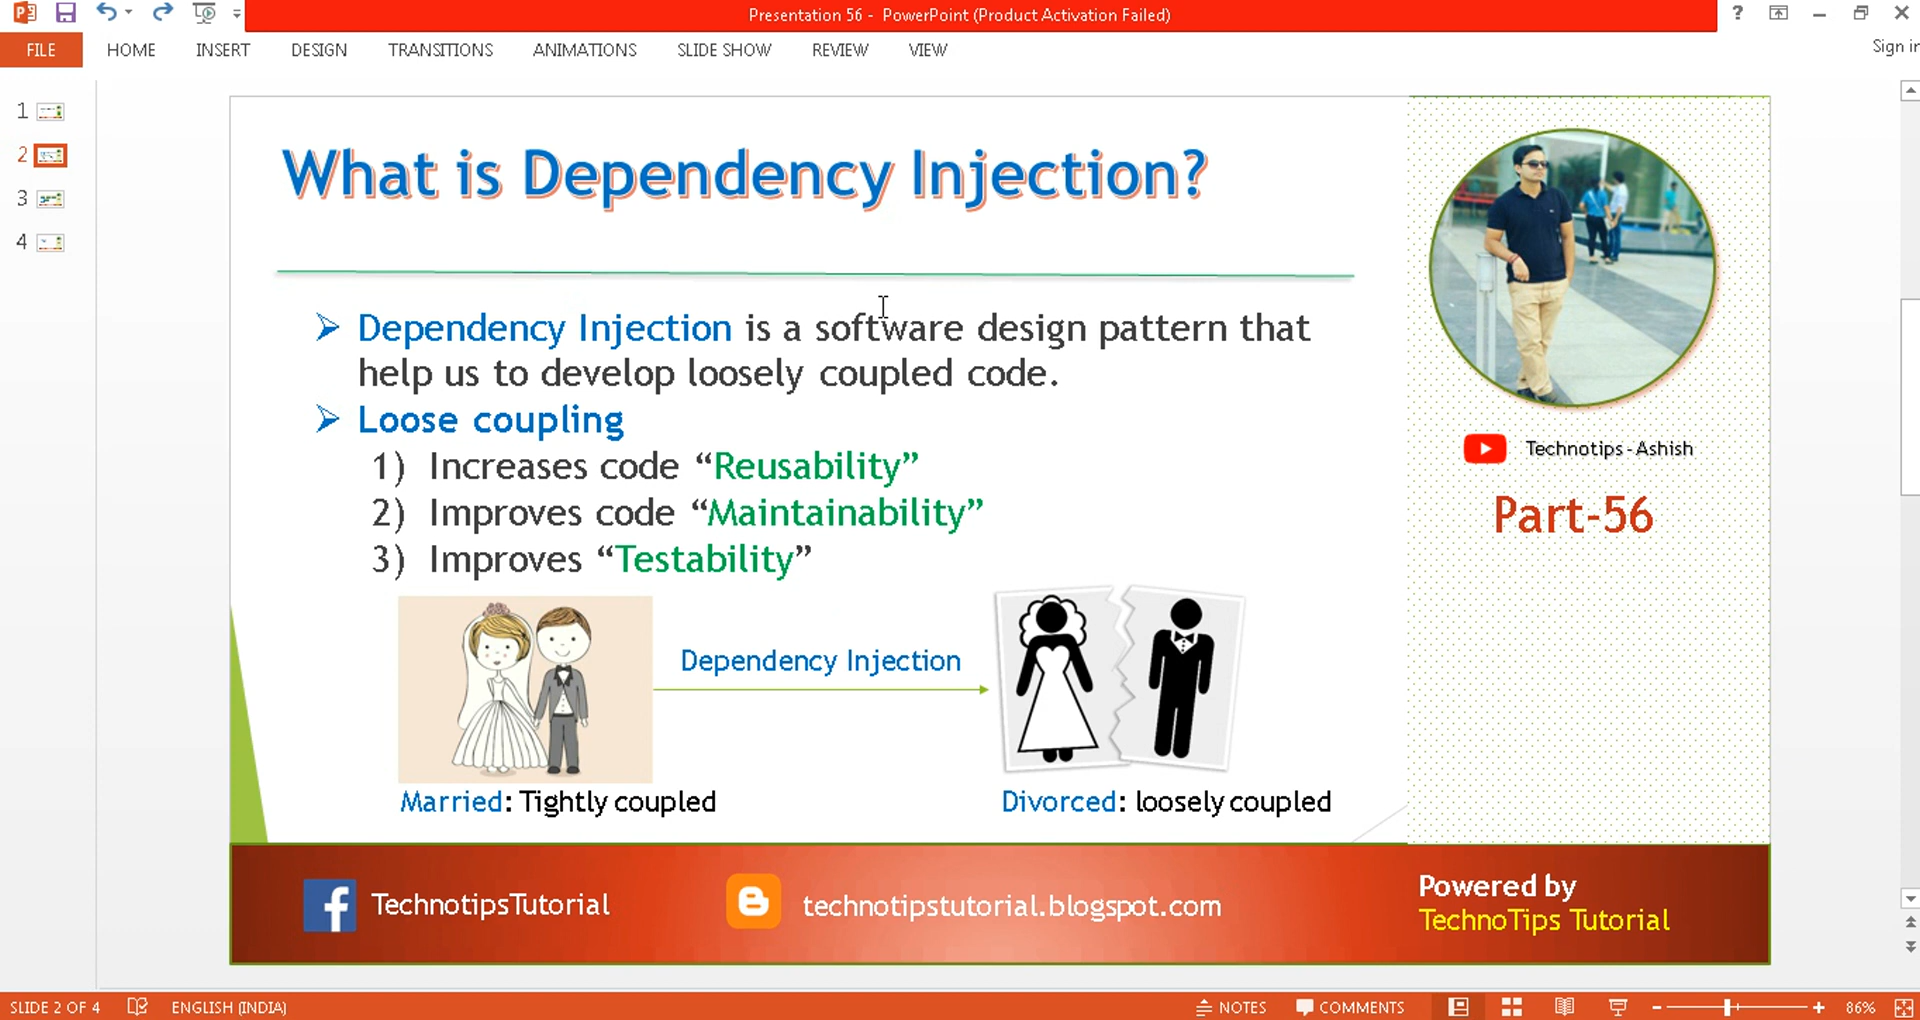 Presentation 56 - PowerPoint (Product Activation Failed)
?
FILE HOME INSERT DESIGN TRANSITIONS ANIMATIONS SLIDE SHOW REVIEW VIEW
Sign in
1
2
3
4
What is Dependency Injection?
Dependency Injection is a software design pattern that
help us to develop loosely coupled code.
Loose coupling
1) Increases code “Reusability”
2) Improves code “Maintainability”
3) Improves “Testability”
Dependency Injection
Married: Tightly coupled
Divorced: loosely coupled
Technotips - Ashish
Part-56
TechnotipsTutorial
technotipstutorial.blogspot.com
Powered by
TechnoTips Tutorial
SLIDE 2 OF 4 ENGLISH (INDIA) NOTES COMMENTS 86%